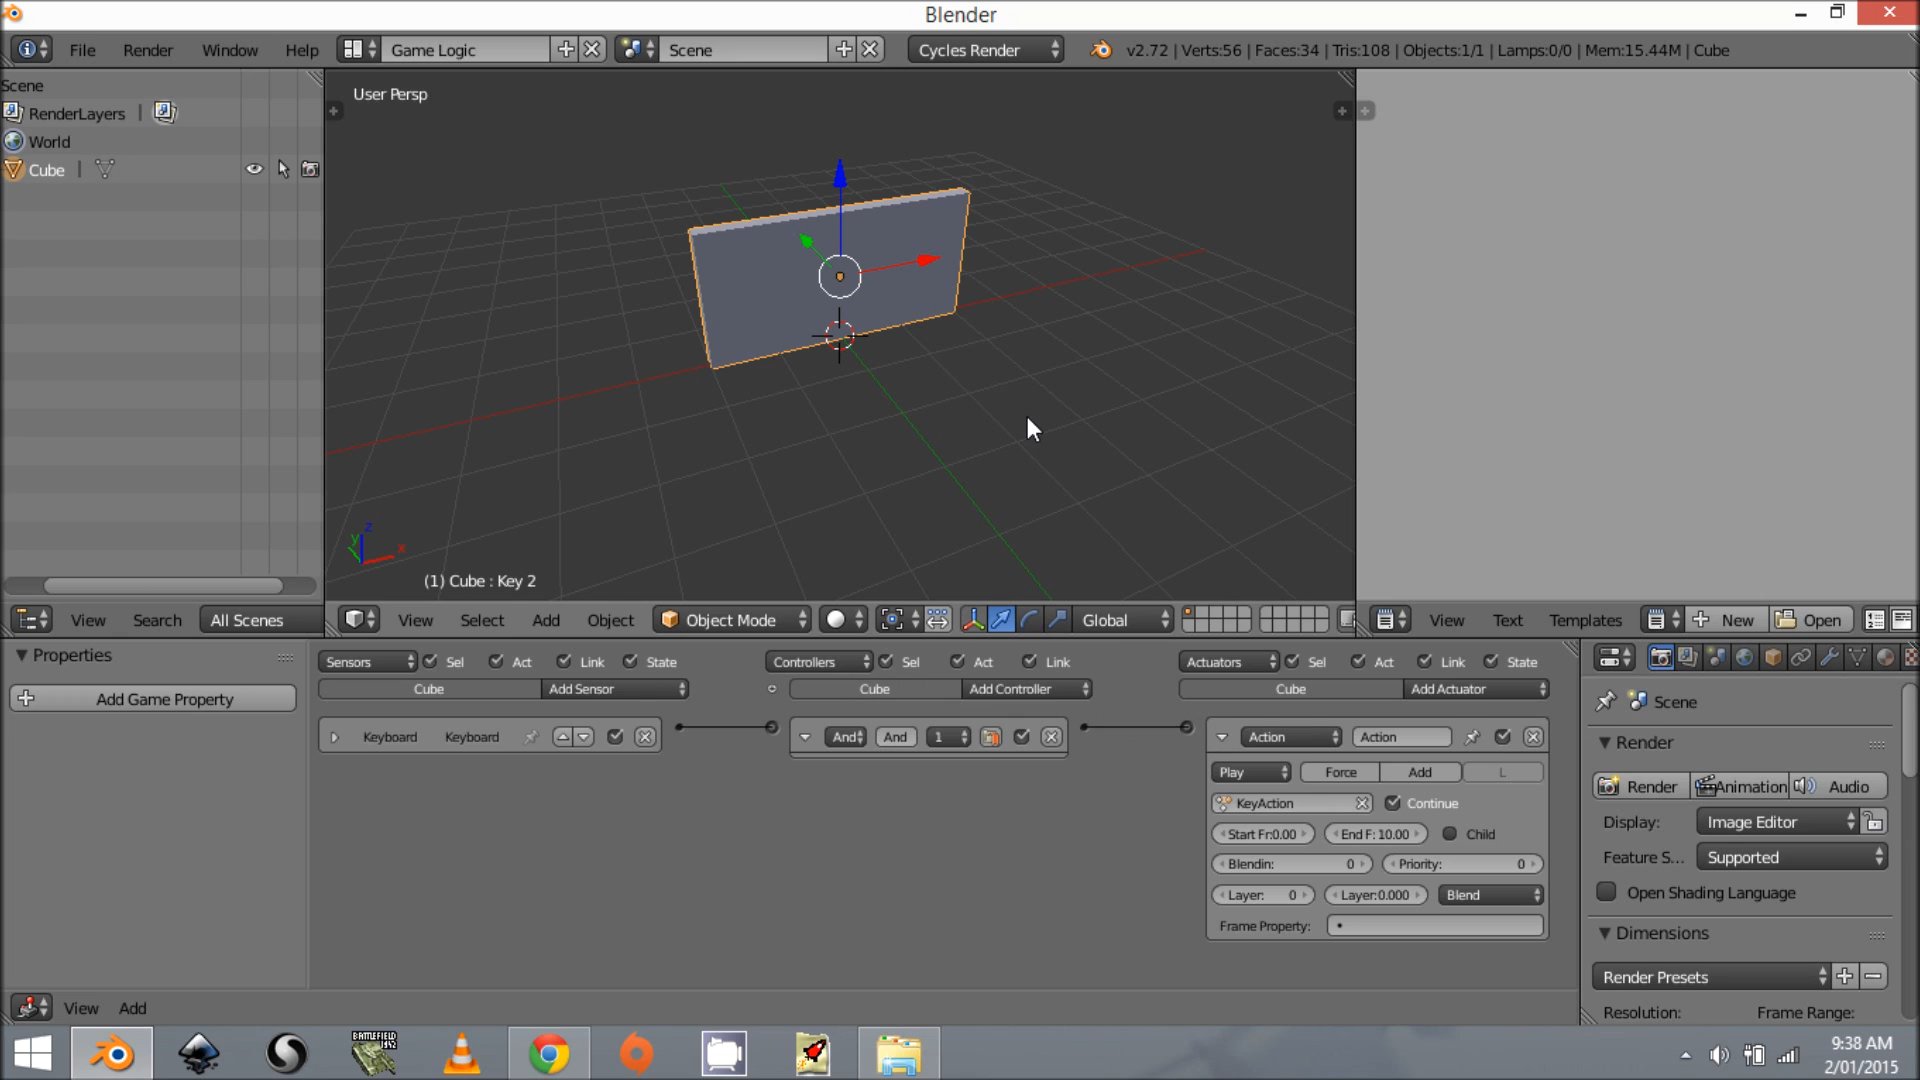 Blender
File Render Window Help Game Logic Scene Cycles Render v2.72 | Verts:56 | Faces:34 | Tris:108 | Objects:1/1 | Lamps:0/0 | Mem:15.44M | Cube
Scene
RenderLayers
World
Cube
User Persp
z
y
x
(1) Cube : Key 2
View Search All Scenes
View Select Add Object Object Mode Global
View Text Templates New Open
Properties
Add Game Property
Sensors Sel Act Link State
Cube Add Sensor
Keyboard Keyboard
Controllers Sel Act Link
Cube Add Controller
And And 1
Actuators Sel Act Link State
Cube Add Actuator
Action Action
Play Force Add L
KeyAction Continue
Start Fr:0.00 End F: 10.00 Child
Blendin: 0 Priority: 0
Layer: 0 Layer:0.000 Blend
Frame Property:
Scene
Render
Render Animation Audio
Display: Image Editor
Feature S... Supported
Open Shading Language
Dimensions
Render Presets
Resolution: Frame Range:
View Add
BATTLEFIELD
1942
9:38 AM
2/01/2015